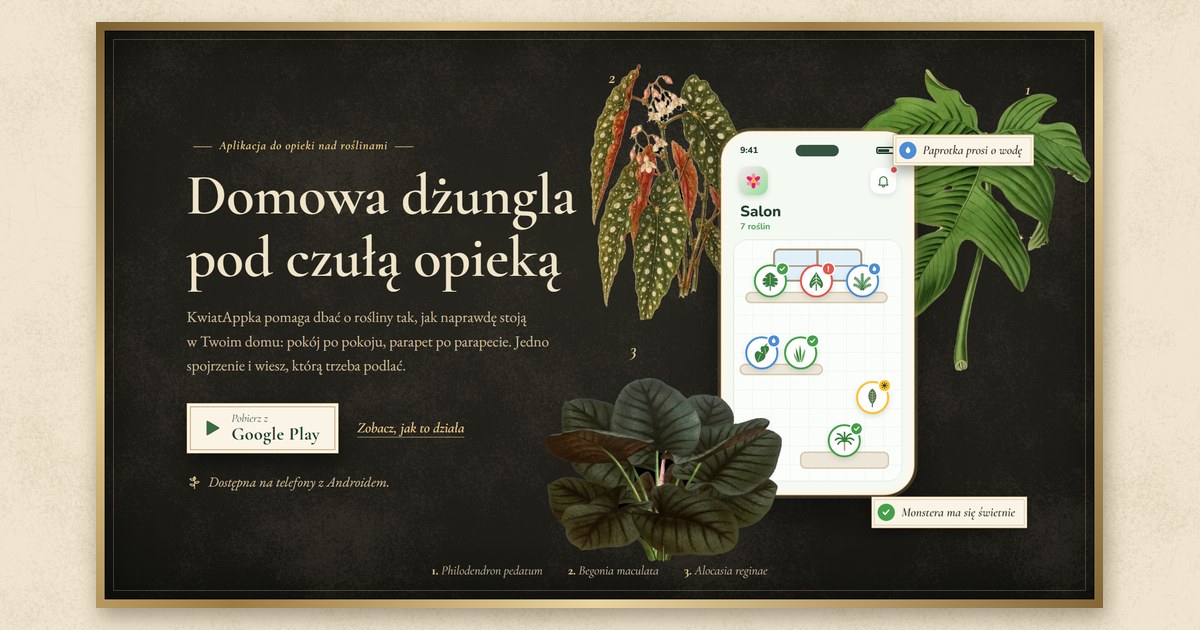 Aplikacja do opieki nad roślinami
Domowa dżungla
pod czułą opieką
KwiatAppka pomaga dbać o rośliny tak, jak naprawdę stoją
w Twoim domu: pokój po pokoju, parapet po parapecie. Jedno
spojrzenie i wiesz, którą trzeba podlać.
Pobierz z
Google Play
Zobacz, jak to działa
Dostępna na telefony z Androidem.
2
1
3
9:41
Salon
7 roślin
Paprotka prosi o wodę
Monstera ma się świetnie
1. Philodendron pedatum
2. Begonia maculata
3. Alocasia reginae